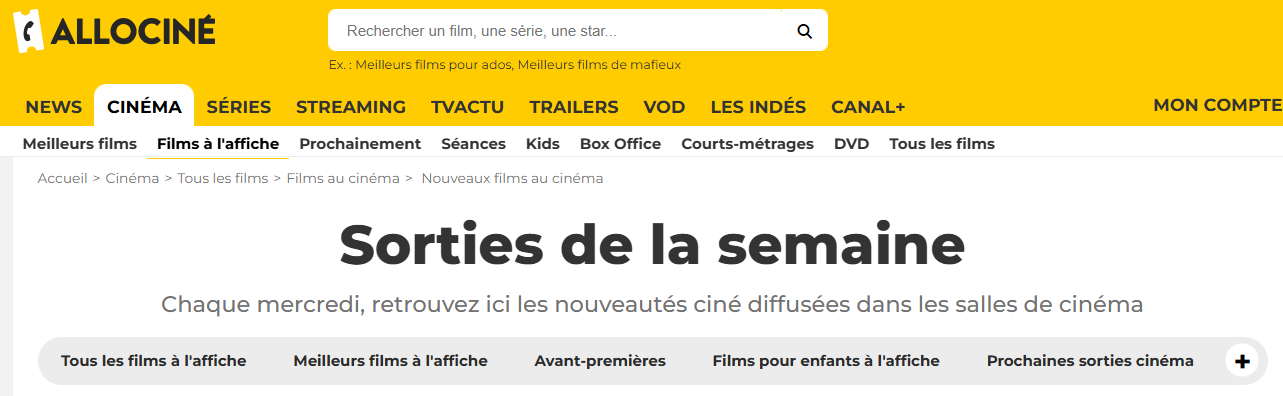 ALLOCINÉ
Rechercher un film, une série, une star...
Ex. : Meilleurs films pour ados, Meilleurs films de mafieux
NEWS CINÉMA SÉRIES STREAMING TVACTU TRAILERS VOD LES INDÉS CANAL+ MON COMPTE
Meilleurs films Films à l'affiche Prochainement Séances Kids Box Office Courts-métrages DVD Tous les films
Accueil > Cinéma > Tous les films > Films au cinéma > Nouveaux films au cinéma
Sorties de la semaine
Chaque mercredi, retrouvez ici les nouveautés ciné diffusées dans les salles de cinéma
Tous les films à l'affiche Meilleurs films à l'affiche Avant-premières Films pour enfants à l'affiche Prochaines sorties cinéma +